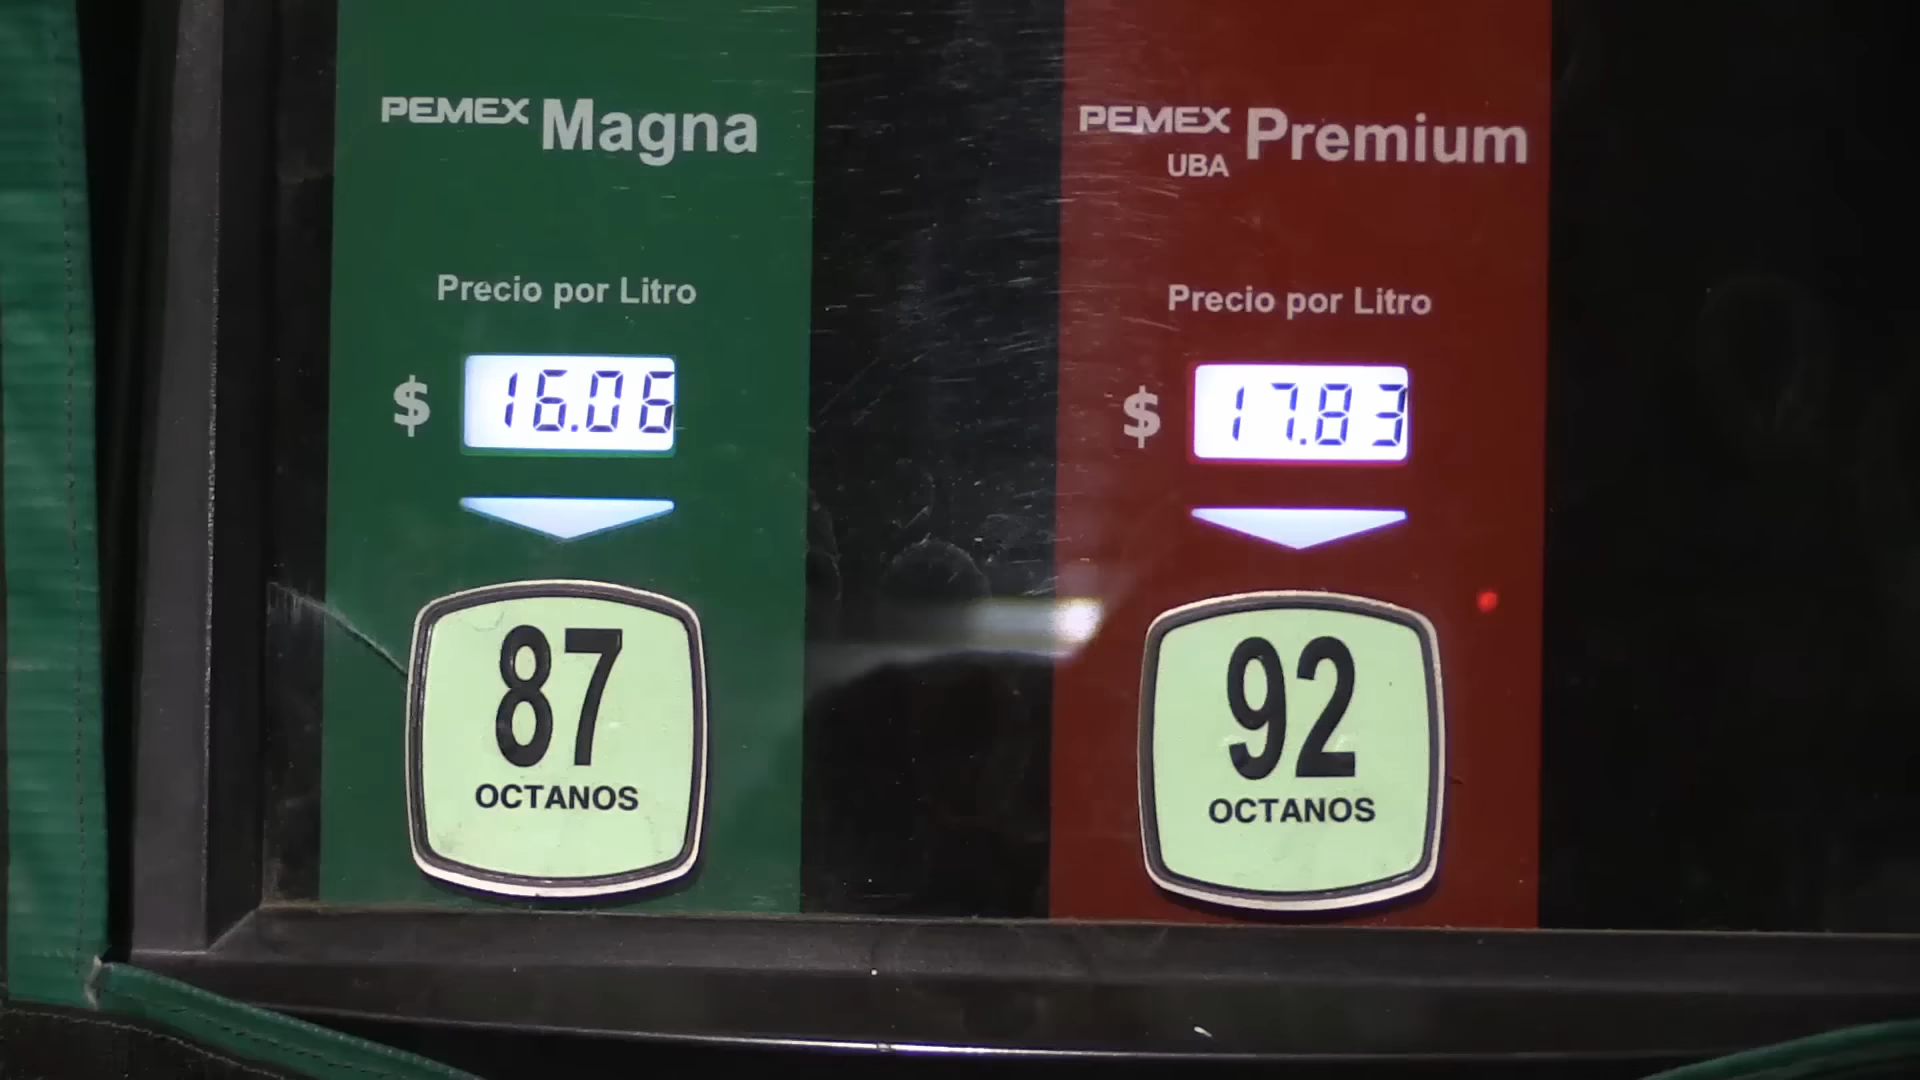 PEMEX Magna
Precio por Litro
$ 16.06
87
OCTANOS
PEMEX Premium
UBA
Precio por Litro
$ 17.83
92
OCTANOS